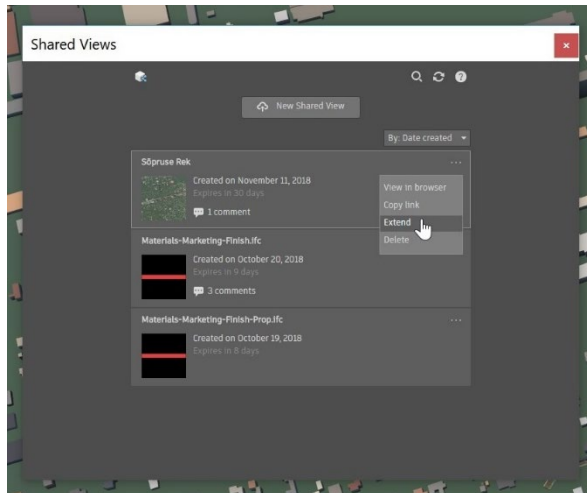 Shared Views
New Shared View
By: Date created
Sõpruse Rek
Created on November 11, 2018
Expires in 30 days
1 comment
View in browser
Copy link
Extend
Delete
Materials-Marketing-Finish.ifc
Created on October 20, 2018
Expires in 9 days
3 comments
Materials-Marketing-Finish-Prop.ifc
Created on October 19, 2018
Expires in 8 days